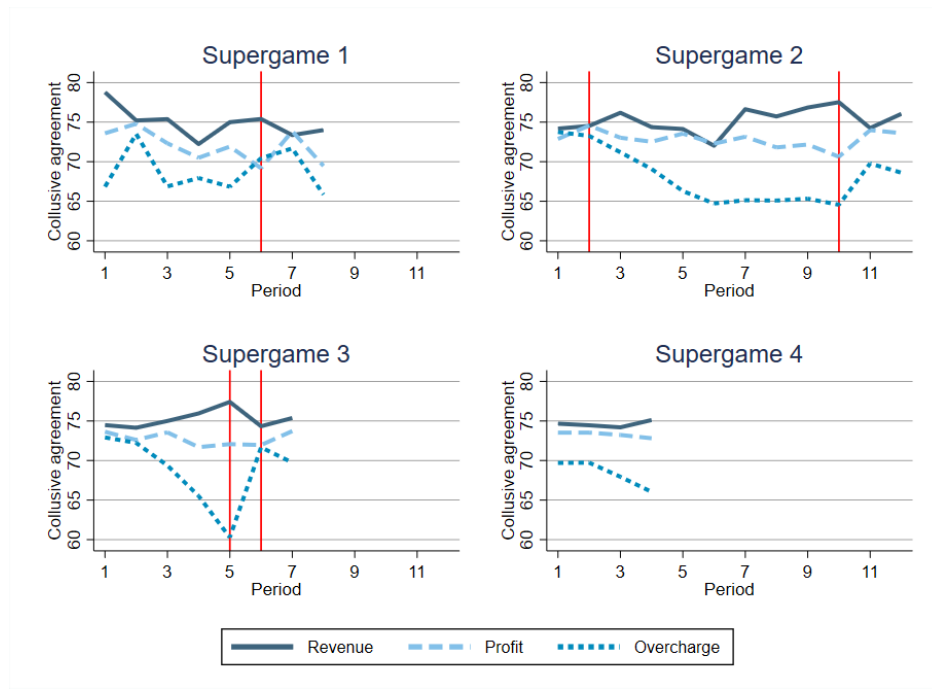 Supergame 1
Collusive agreement
80
75
70
65
60
1 3 5 7 9 11
Period
Supergame 2
Collusive agreement
80
75
70
65
60
1 3 5 7 9 11
Period
Supergame 3
Collusive agreement
80
75
70
65
60
1 3 5 7 9 11
Period
Supergame 4
Collusive agreement
80
75
70
65
60
1 3 5 7 9 11
Period
Revenue Profit Overcharge